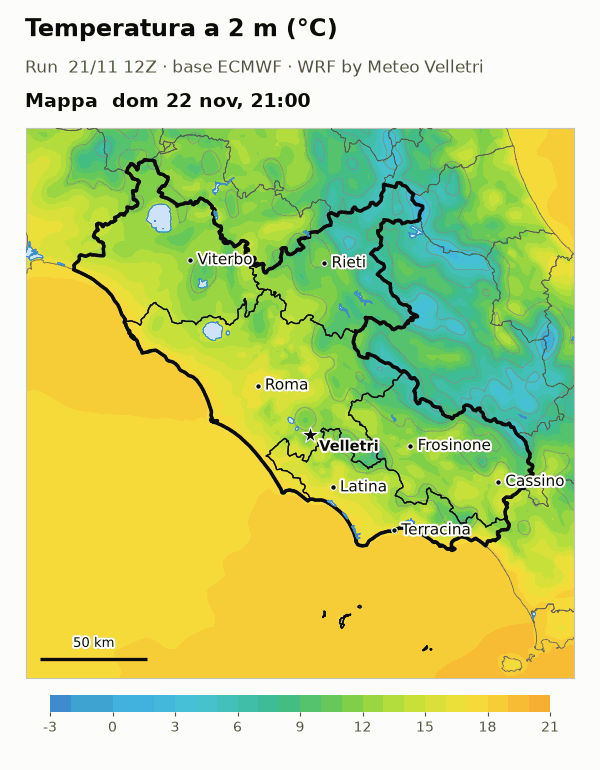 Temperatura a 2 m (°C)
Run 21/11 12Z · base ECMWF · WRF by Meteo Velletri
Mappa dom 22 nov, 21:00
Viterbo
Rieti
Roma
Velletri
Frosinone
Cassino
Latina
Terracina
50 km
-3 0 3 6 9 12 15 18 21